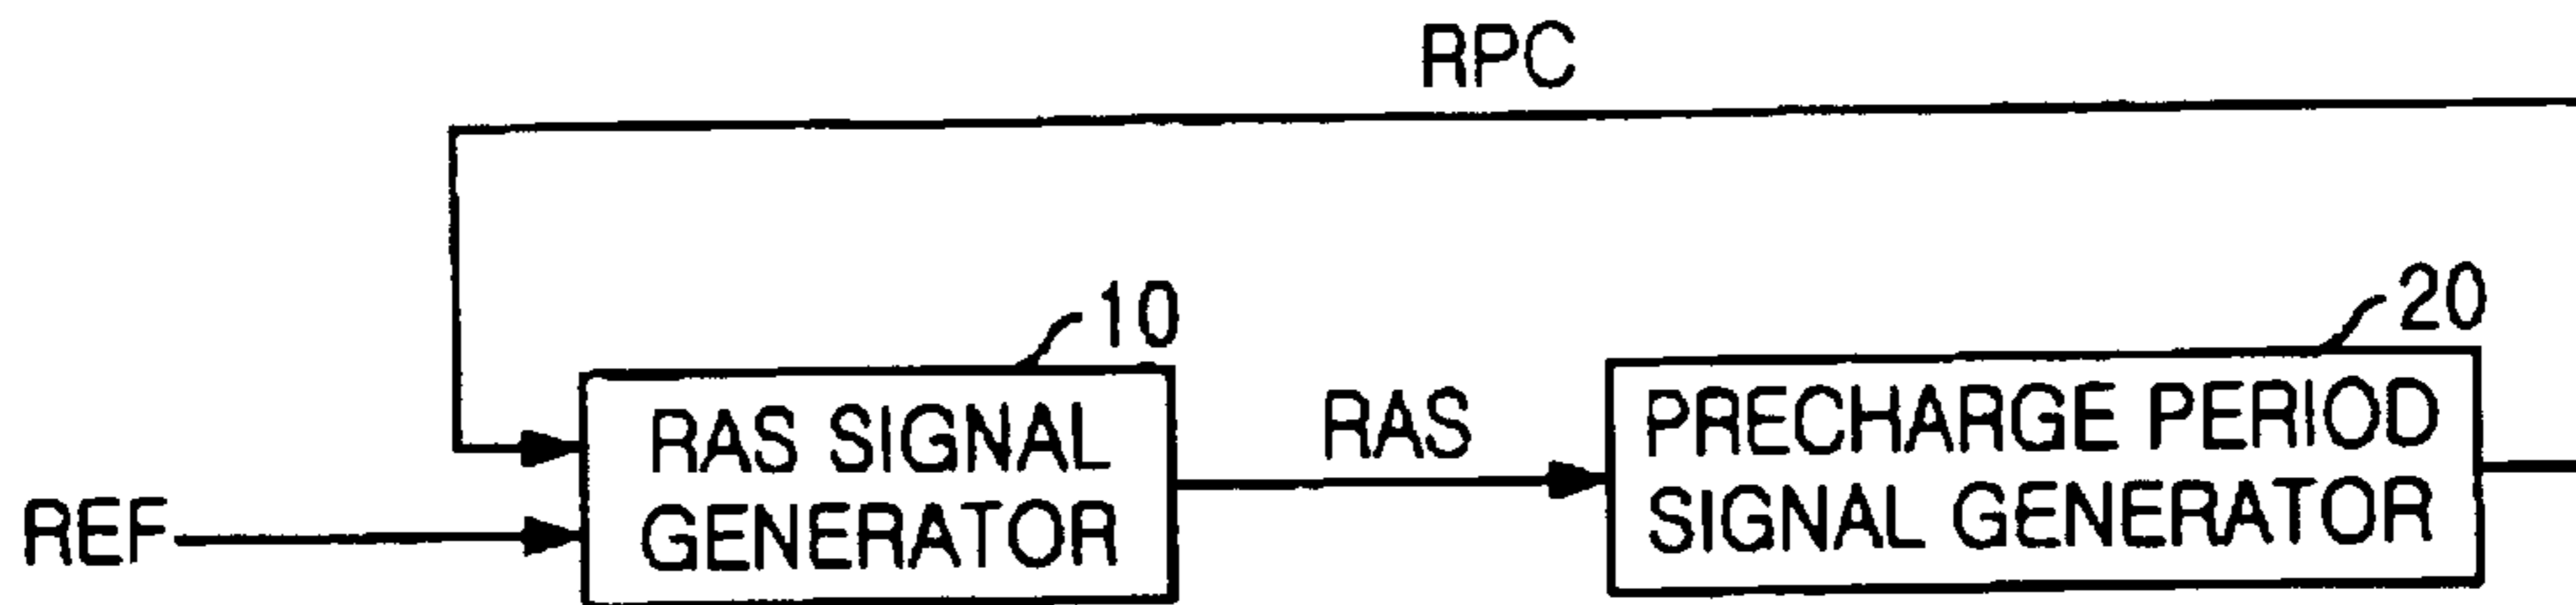 RPC
10
20
RAS SIGNAL
GENERATOR
RAS
PRECHARGE PERIOD
SIGNAL GENERATOR
REF